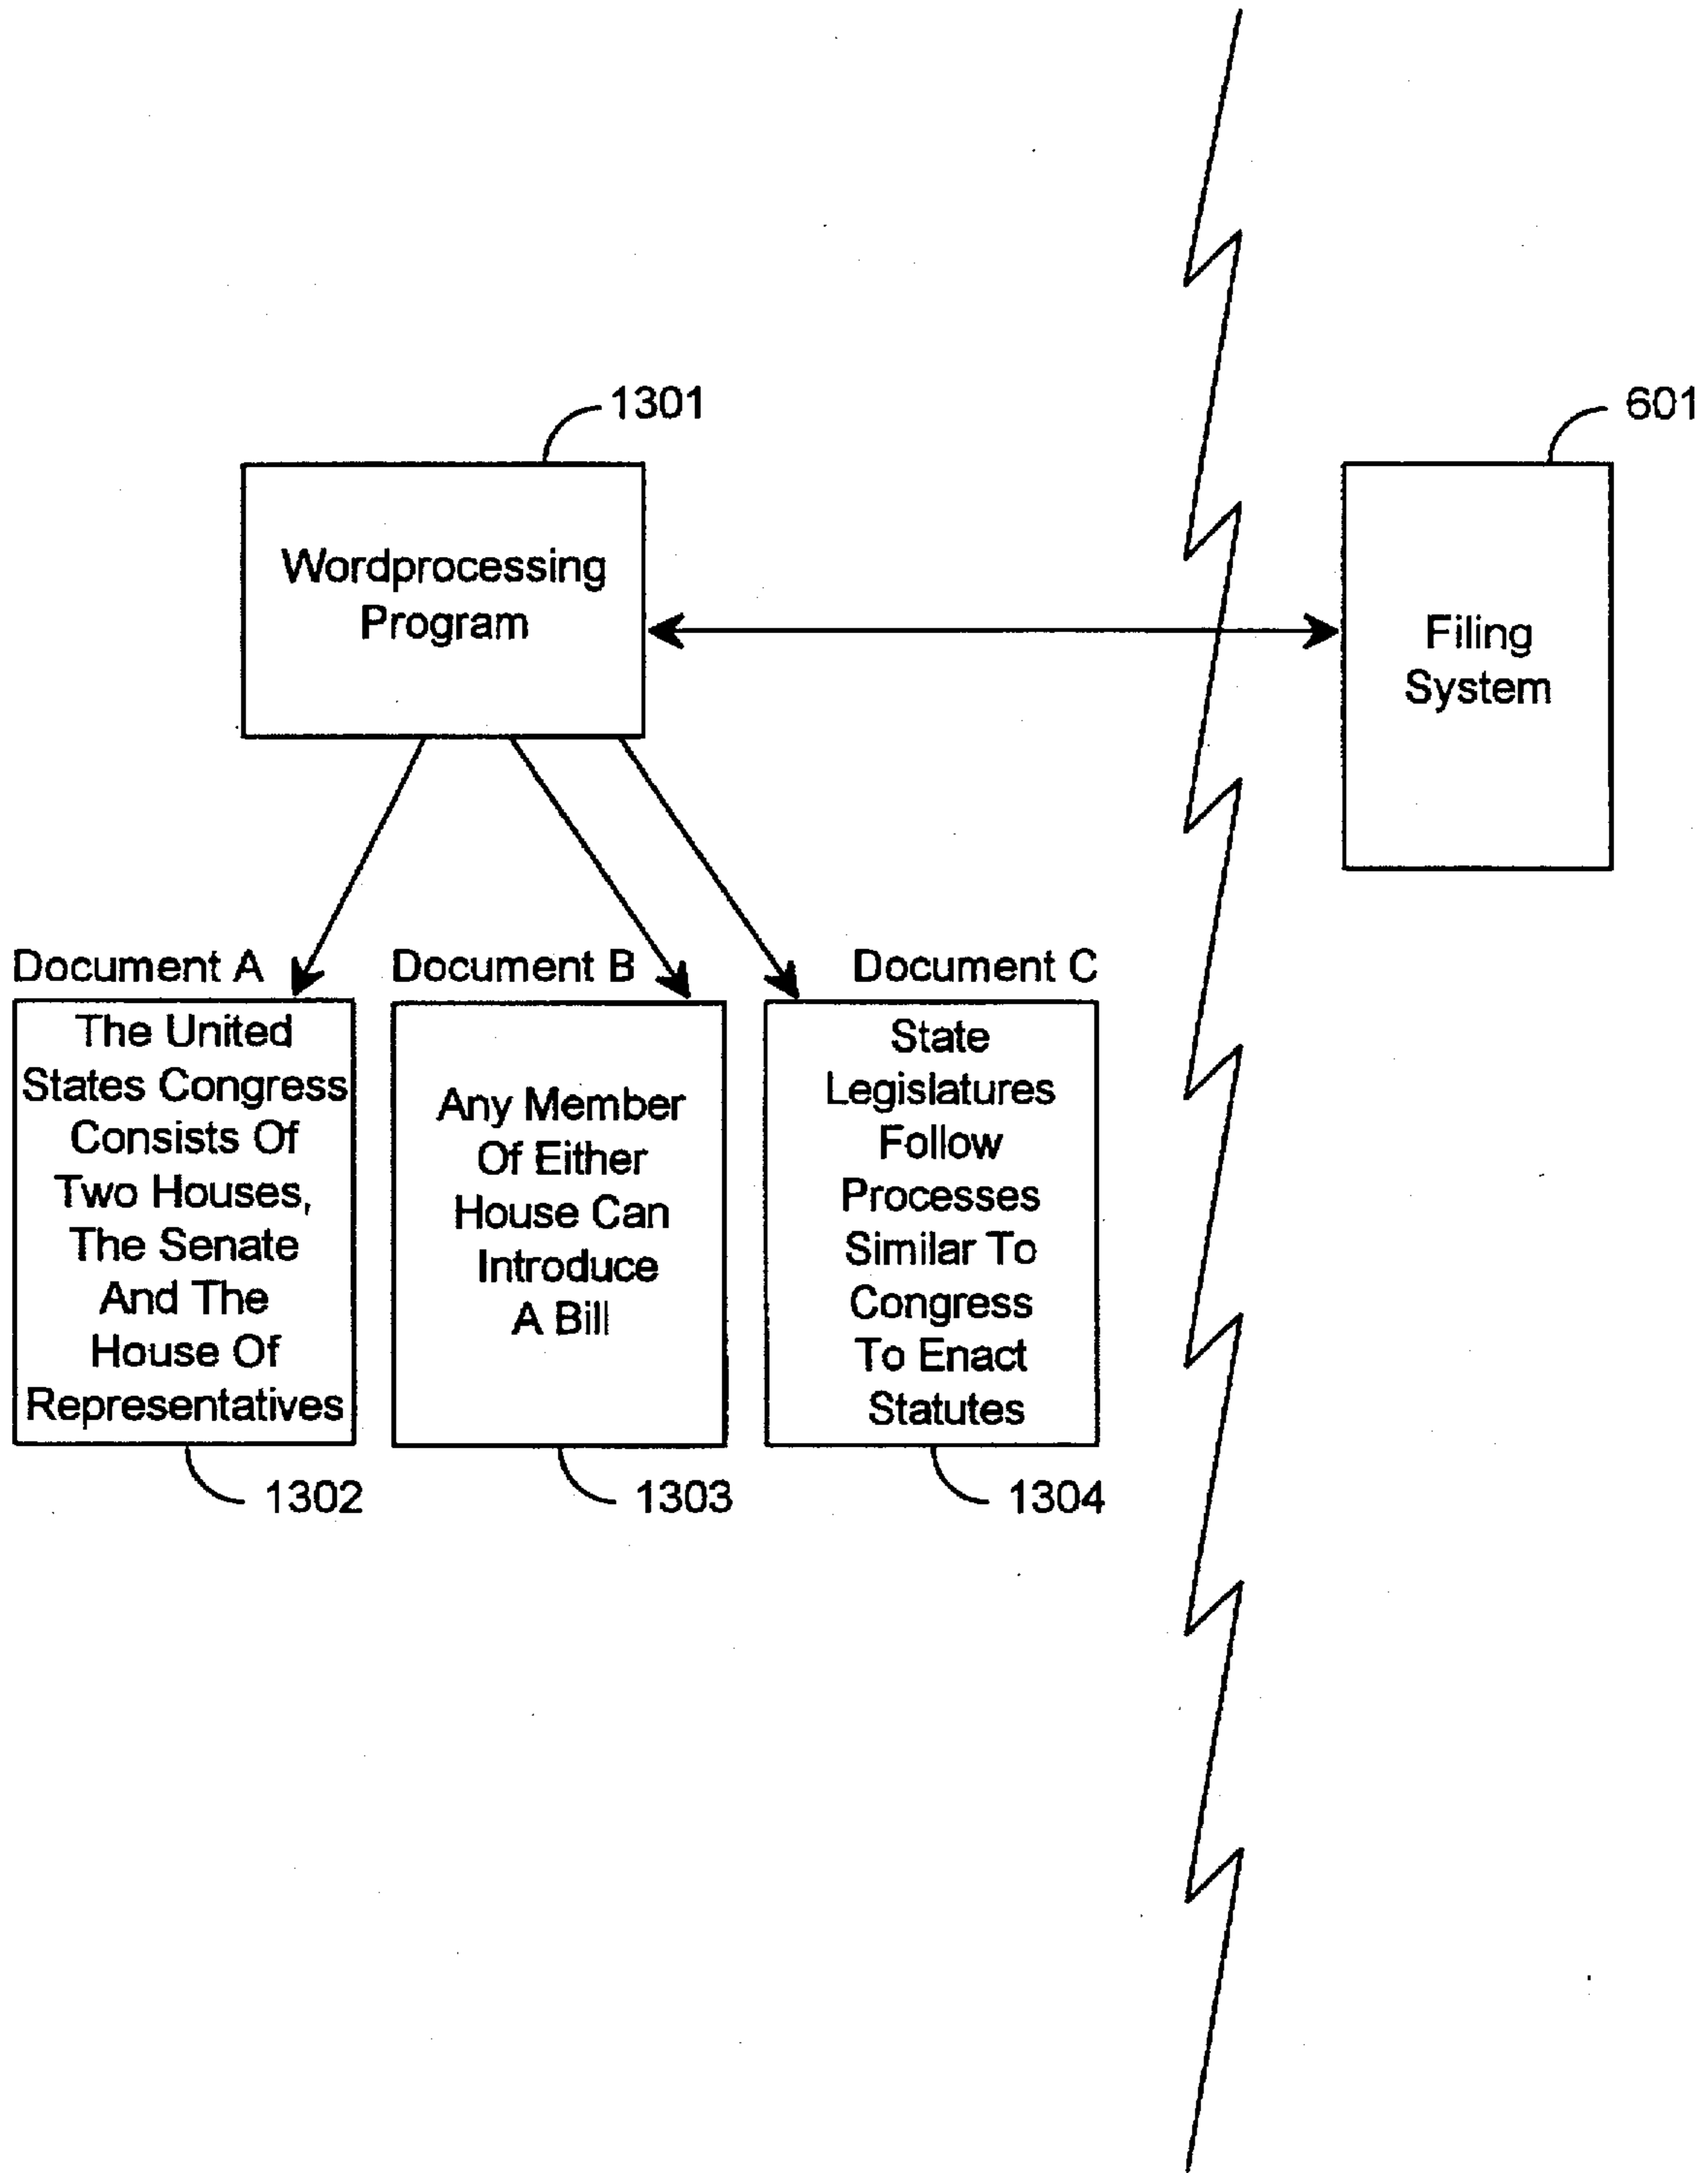 1301
601
Wordprocessing
Program
Filing
System
Document A
The United
States Congress
Consists Of
Two Houses,
The Senate
And The
House Of
Representatives
1302
Document B
Any Member
Of Either
House Can
Introduce
A Bill
1303
Document C
State
Legislatures
Follow
Processes
Similar To
Congress
To Enact
Statutes
1304